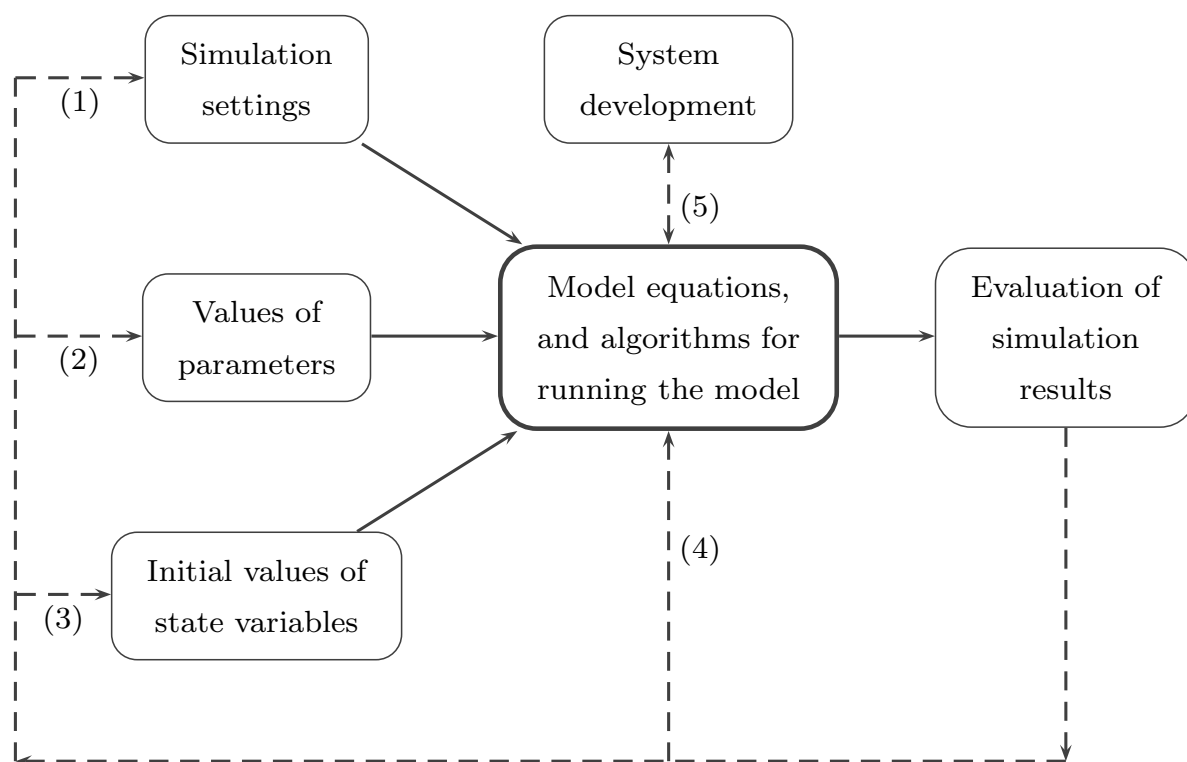 Simulation
settings
System
development
(1)
(5)
Values of
parameters
Model equations,
and algorithms for
running the model
Evaluation of
simulation
results
(2)
Initial values of
state variables
(3)
(4)